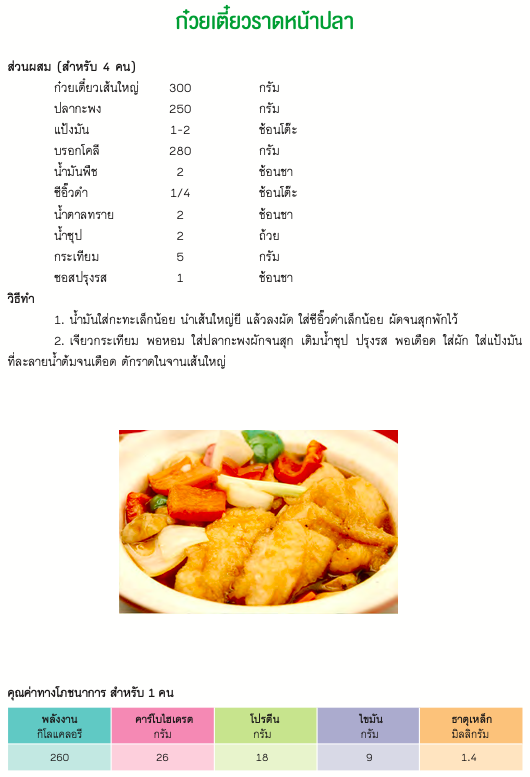 ก๋วยเตี๋ยวราดหน้าปลา
ส่วนผสม (สำหรับ 4 คน)
ก๋วยเตี๋ยวเส้นใหญ่ 300 กรัม
ปลากะพง 250 กรัม
แป้งมัน 1-2 ช้อนโต๊ะ
บรอกโคลี 280 กรัม
น้ำมันพืช 2 ช้อนชา
ซีอิ๊วดำ 1/4 ช้อนโต๊ะ
น้ำตาลทราย 2 ช้อนชา
น้ำซุป 2 ถ้วย
กระเทียม 5 กรัม
ซอสปรุงรส 1 ช้อนชา
วิธีทำ
1. น้ำมันใส่กะทะเล็กน้อย นำเส้นใหญ่ยี แล้วลงผัด ใส่ซีอิ๊วดำเล็กน้อย ผัดจนสุกพักไว้
2. เจียวกระเทียม พอหอม ใส่ปลากะพงผักจนสุก เติมน้ำซุป ปรุงรส พอเดือด ใส่ผัก ใส่แป้งมัน
ที่ละลายน้ำต้มจนเดือด ตักราดในจานเส้นใหญ่
คุณค่าทางโภชนาการ สำหรับ 1 คน
พลังงาน คาร์โบไฮเดรต โปรตีน ไขมัน ธาตุเหล็ก
กิโลแคลอรี กรัม กรัม กรัม มิลลิกรัม
260 26 18 9 1.4